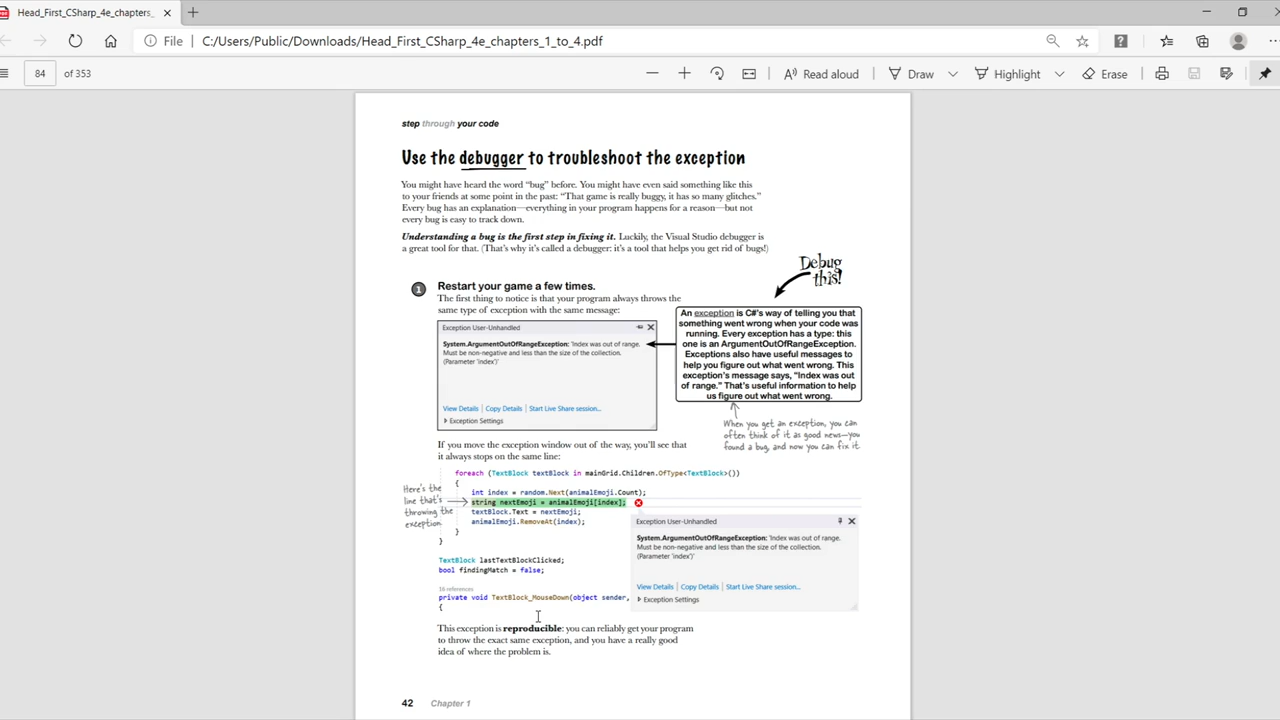 Head_First_CSharp_4e_chapters_
File
C:/Users/Public/Downloads/Head_First_CSharp_4e_chapters_1_to_4.pdf
84 of 353
Read aloud
Draw
Highlight
Erase
step through your code
Use the debugger to troubleshoot the exception
You might have heard the word "bug" before. You might have even said something like this
to your friends at some point in the past: "That game is really buggy, it has so many glitches."
Every bug has an explanation—everything in your program happens for a reason—but not
every bug is easy to track down.
Understanding a bug is the first step in fixing it. Luckily, the Visual Studio debugger is
a great tool for that. (That's why it's called a debugger: it's a tool that helps you get rid of bugs!)
Debug
this!
1
Restart your game a few times.
The first thing to notice is that your program always throws the
same type of exception with the same message:
Exception User-Unhandled
System.ArgumentOutOfRangeException: 'Index was out of range.
Must be non-negative and less than the size of the collection.
(Parameter 'index')'
View Details | Copy Details | Start Live Share session...
Exception Settings
An exception is C#'s way of telling you that
something went wrong when your code was
running. Every exception has a type: this
one is an ArgumentOutOfRangeException.
Exceptions also have useful messages to
help you figure out what went wrong. This
exception's message says, "Index was out
of range." That's useful information to help
us figure out what went wrong.
When you get an exception, you can
often think of it as good news—you
found a bug, and now you can fix it.
If you move the exception window out of the way, you'll see that
it always stops on the same line:
Here's the
line that's
throwing the
exception.
foreach (TextBlock textBlock in mainGrid.Children.OfType<TextBlock>())
{
int index = random.Next(animalEmoji.Count);
string nextEmoji = animalEmoji[index];
textBlock.Text = nextEmoji;
animalEmoji.RemoveAt(index);
}
}
TextBlock lastTextBlockClicked;
bool findingMatch = false;
16 references
private void TextBlock_MouseDown(object sender,
{
Exception User-Unhandled
System.ArgumentOutOfRangeException: 'Index was out of range.
Must be non-negative and less than the size of the collection.
(Parameter 'index')'
View Details | Copy Details | Start Live Share session...
Exception Settings
This exception is reproducible: you can reliably get your program
to throw the exact same exception, and you have a really good
idea of where the problem is.
42 Chapter 1